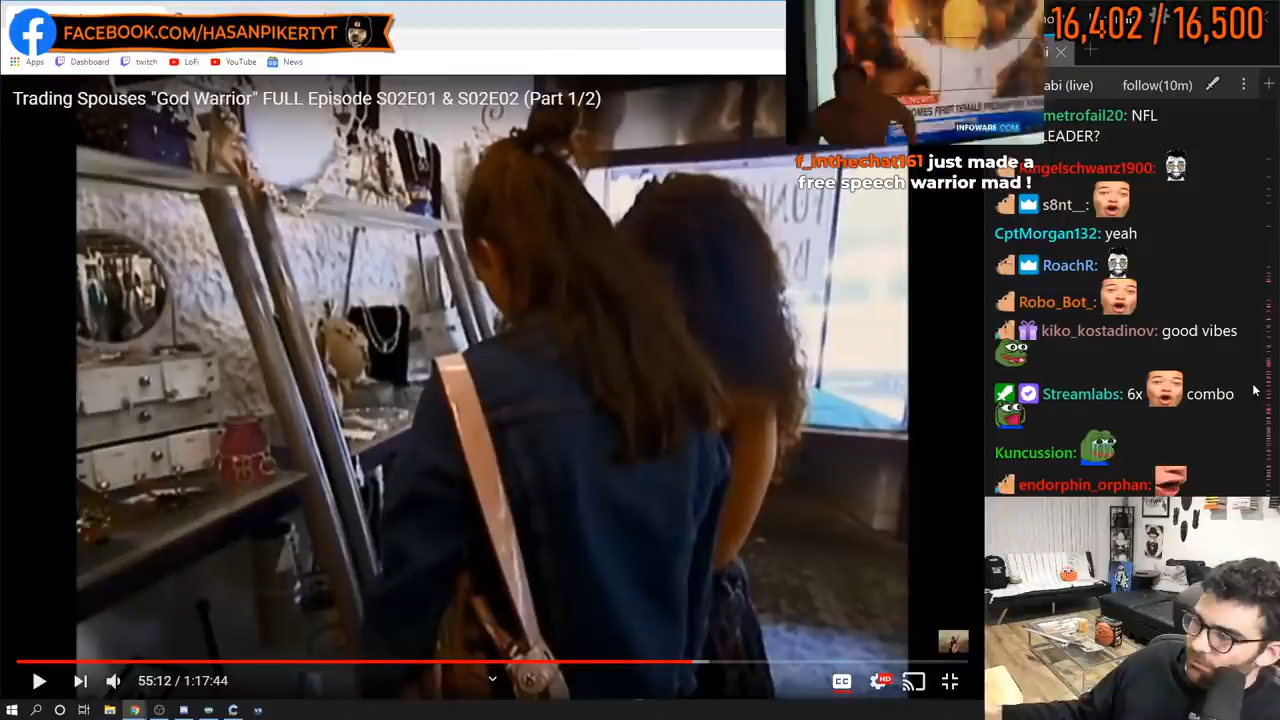 FACEBOOK.COM/HASANPIKERTYT
16,402 / 16,500
Apps Dashboard twitch LoFi YouTube News
abi (live) follow(10m)
Trading Spouses "God Warrior" FULL Episode S02E01 & S02E02 (Part 1/2)
INFOWARS.COM
f_inthechat161 just made a
free speech warrior mad !
metrofail20: NFL
LEADER?
Ringelschwanz1900:
s8nt__:
CptMorgan132: yeah
RoachR:
Robo_Bot_:
kiko_kostadinov: good vibes
Streamlabs: 6x combo
Kuncussion:
endorphin_orphan:
55:12 / 1:17:44
CC
HD